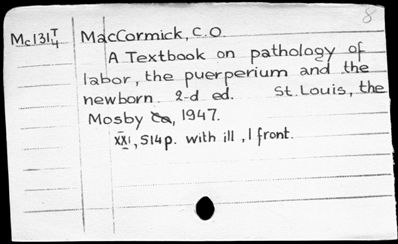 8
Mc131T/4 MacCormick, C.O.
A Textbook on pathology of
labor, the puerperium and the
newborn. 2-d ed. St. Louis, the
Mosby Co, 1947.
XXI, 514p. with ill, 1 front.